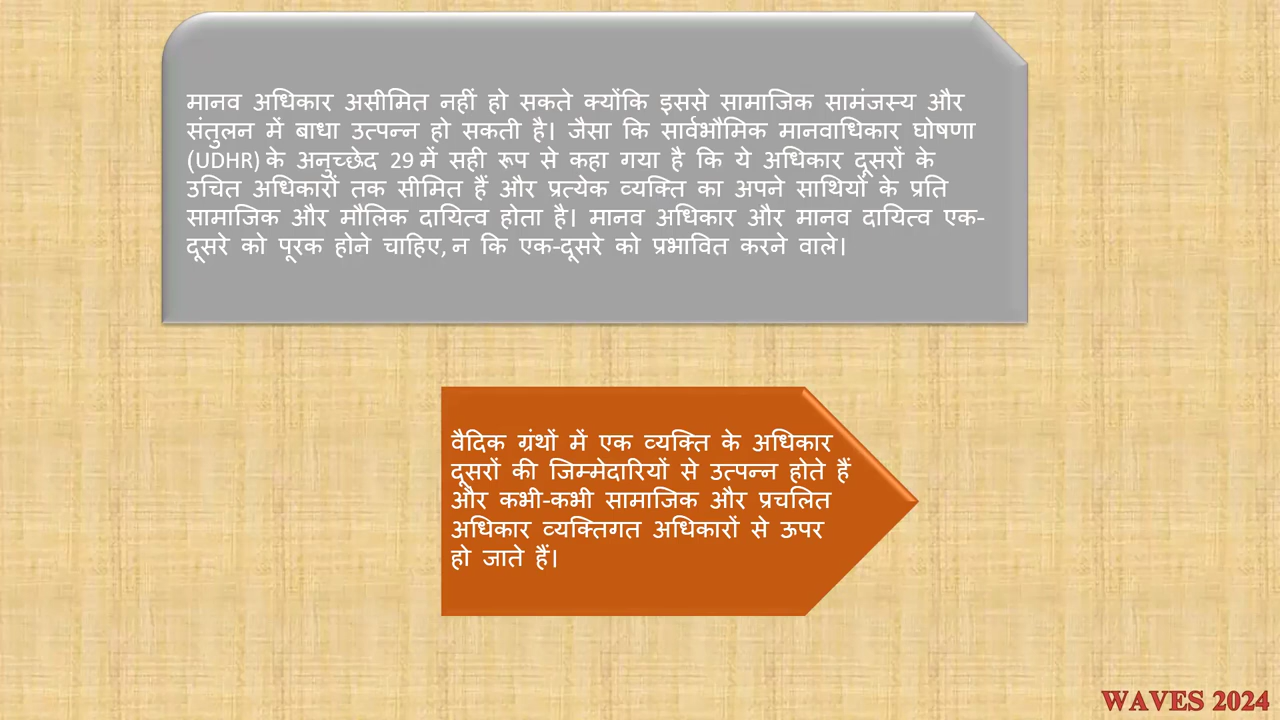 मानव अधिकार असीमित नहीं हो सकते क्योंकि इससे सामाजिक सामंजस्य और
संतुलन में बाधा उत्पन्न हो सकती है। जैसा कि सार्वभौमिक मानवाधिकार घोषणा
(UDHR) के अनुच्छेद 29 में सही रूप से कहा गया है कि ये अधिकार दूसरों के
उचित अधिकारों तक सीमित हैं और प्रत्येक व्यक्ति का अपने साथियों के प्रति
सामाजिक और मौलिक दायित्व होता है। मानव अधिकार और मानव दायित्व एक-
दूसरे को पूरक होने चाहिए, न कि एक-दूसरे को प्रभावित करने वाले।
वैदिक ग्रंथों में एक व्यक्ति के अधिकार
दूसरों की जिम्मेदारियों से उत्पन्न होते हैं
और कभी-कभी सामाजिक और प्रचलित
अधिकार व्यक्तिगत अधिकारों से ऊपर
हो जाते हैं।
WAVES 2024